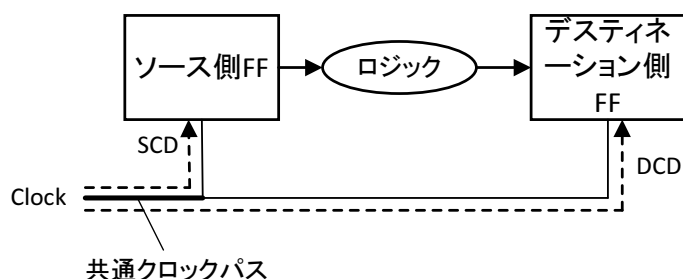 ソース側FF
ロジック
デスティネ
ーション側
FF
SCD
DCD
Clock
共通クロックパス